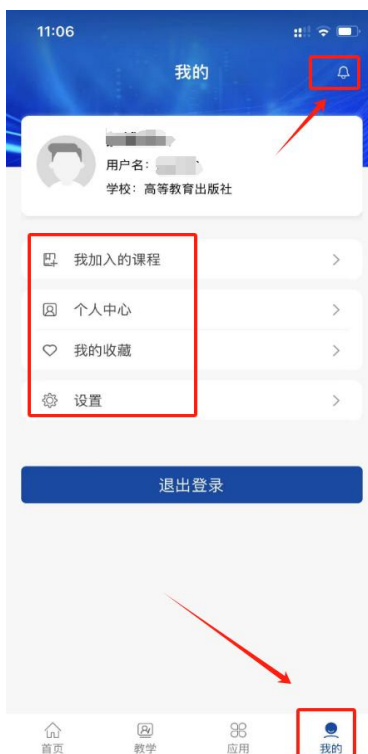 11:06
我的
用户名：
学校：高等教育出版社
我加入的课程
个人中心
我的收藏
设置
退出登录
首页
教学
应用
我的